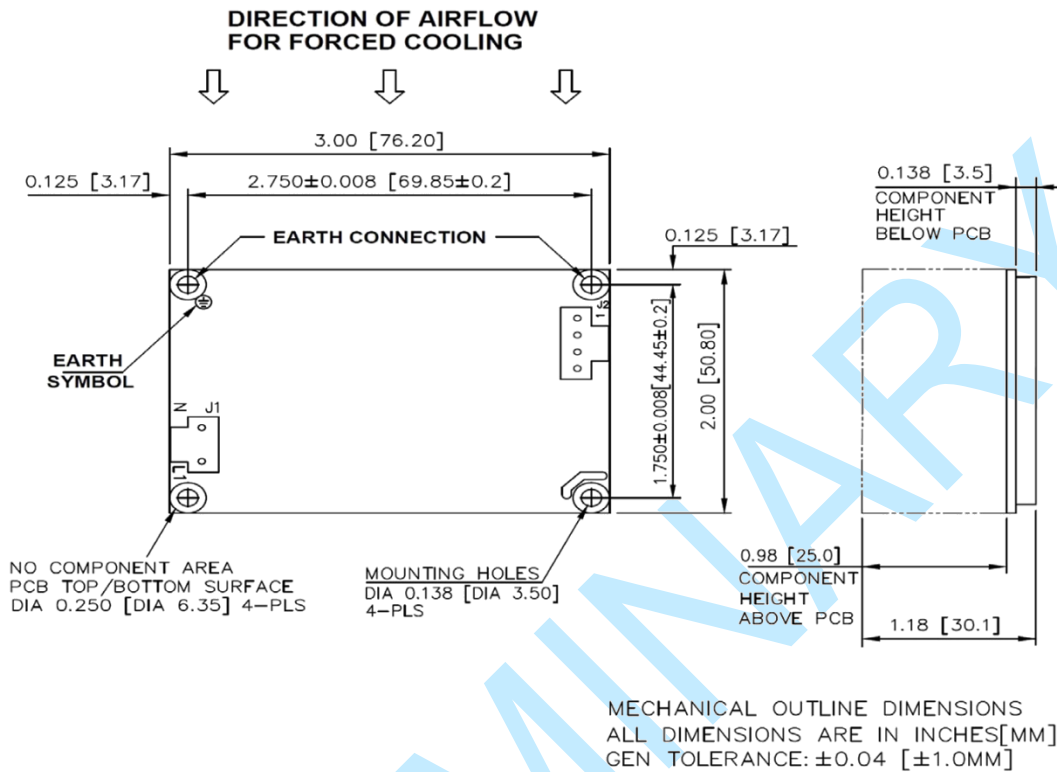 DIRECTION OF AIRFLOW
FOR FORCED COOLING
3.00 [76.20]
0.125 [3.17]
2.750±0.008 [69.85±0.2]
0.138 [3.5]
COMPONENT
HEIGHT
BELOW PCB
EARTH CONNECTION
0.125 [3.17]
J2
1
EARTH
SYMBOL
1.750±0.008[44.45±0.2]
2.00 [50.80]
N
J1
L1
NO COMPONENT AREA
PCB TOP/BOTTOM SURFACE
DIA 0.250 [DIA 6.35] 4-PLS
MOUNTING HOLES
DIA 0.138 [DIA 3.50]
4-PLS
0.98 [25.0]
COMPONENT
HEIGHT
ABOVE PCB
1.18 [30.1]
MECHANICAL OUTLINE DIMENSIONS
ALL DIMENSIONS ARE IN INCHES[MM]
GEN TOLERANCE: ±0.04 [±1.0MM]
MINARY